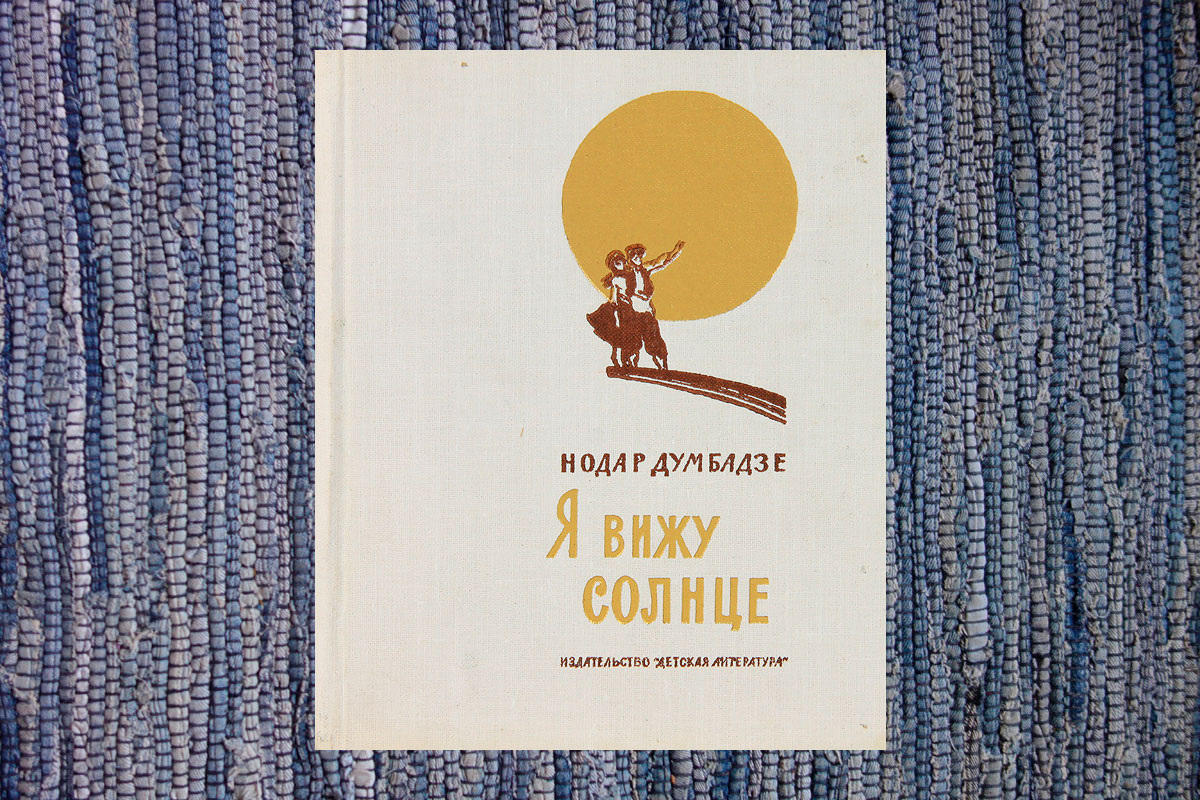 НОДАР ДУМБАДЗЕ
Я ВИЖУ
СОЛНЦЕ
ИЗДАТЕЛЬСТВО "ДЕТСКАЯ ЛИТЕРАТУРА"